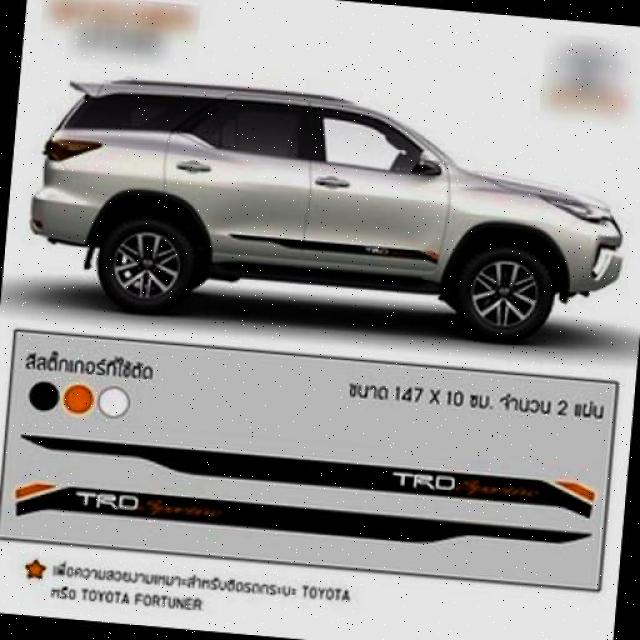 TRD
สีสติ๊กเกอร์ที่ใช้ตัด
ขนาด 147 X 10 ซม. จำนวน 2 แผ่น
TRD Sportivo
TRD Sportivo
เพื่อความสวยงามเหมาะสำหรับติดรถกระบะ TOYOTA
หรือ TOYOTA FORTUNER